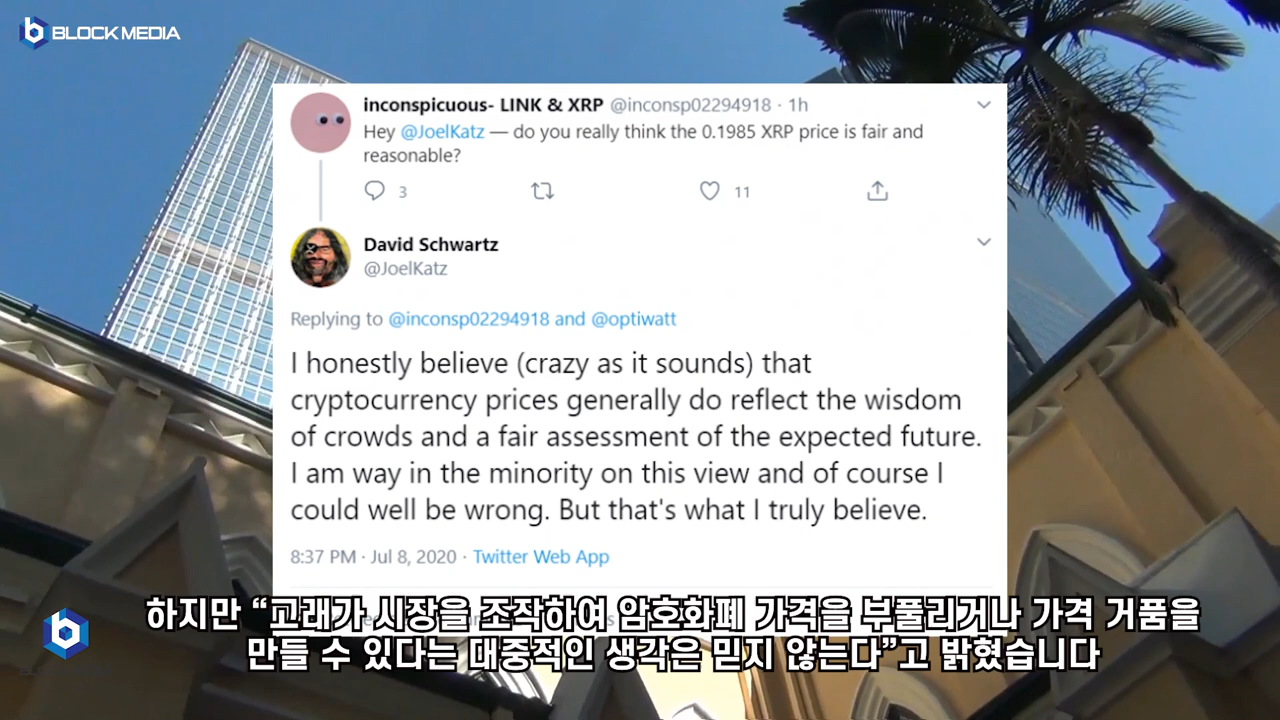 BLOCKMEDIA
inconspicuous- LINK & XRP @inconsp02294918 · 1h
Hey @JoelKatz — do you really think the 0.1985 XRP price is fair and
reasonable?
3
11
David Schwartz
@JoelKatz
Replying to @inconsp02294918 and @optiwatt
I honestly believe (crazy as it sounds) that
cryptocurrency prices generally do reflect the wisdom
of crowds and a fair assessment of the expected future.
I am way in the minority on this view and of course I
could well be wrong. But that's what I truly believe.
8:37 PM · Jul 8, 2020 · Twitter Web App
하지만 “고래가 시장을 조작하여 암호화폐 가격을 부풀리거나 가격 거품을
만들 수 있다는 대중적인 생각은 믿지 않는다”고 밝혔습니다